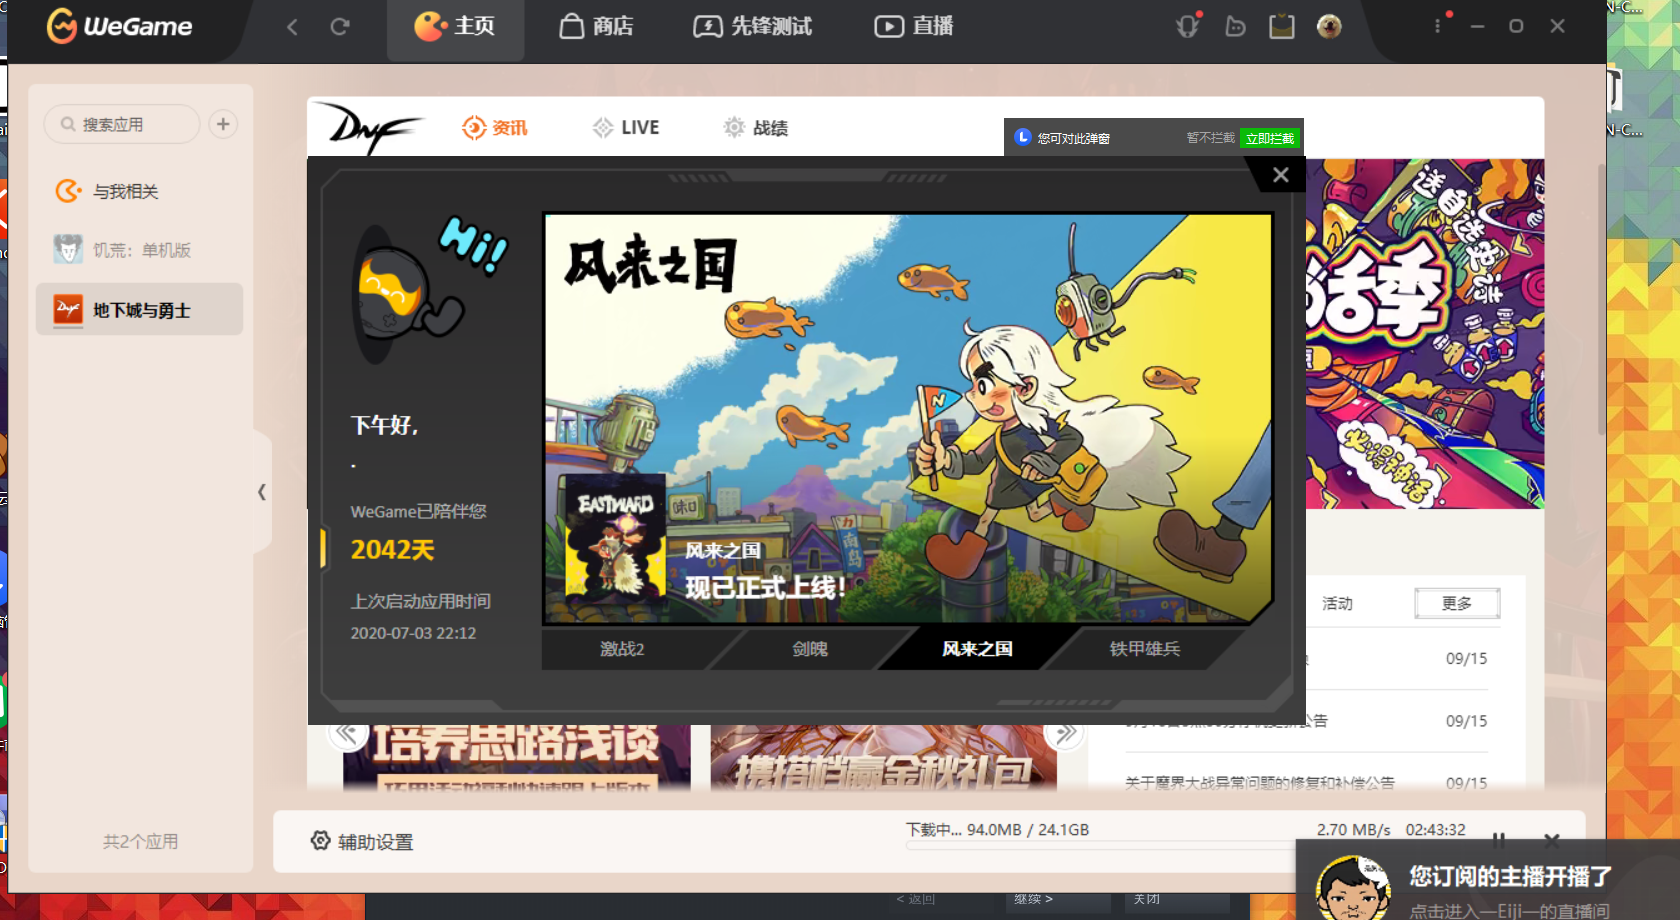 WeGame
主页
商店
先锋测试
直播
搜索应用
与我相关
饥荒：单机版
DNF
地下城与勇士
共2个应用
DNF
资讯
LIVE
战绩
您可对此弹窗
暂不拦截
立即拦截
Hi!
下午好,
.
WeGame已陪伴您
2042天
上次启动应用时间
2020-07-03 22:12
风来之国
EASTWARD
N
味口
南岛
风来之国
现已正式上线!
激战2
剑魄
风来之国
铁甲雄兵
活季
活动
更多
09/15
公告
09/15
关于魔界大战异常问题的修复和补偿公告
09/15
培养思路浅谈
携搭档赢金秋礼包
辅助设置
下载中... 94.0MB / 24.1GB
2.70 MB/s
02:43:32
您订阅的主播开播了
点击进入—Eiji—的直播间
< 返回
继续 >
关闭
N-C...